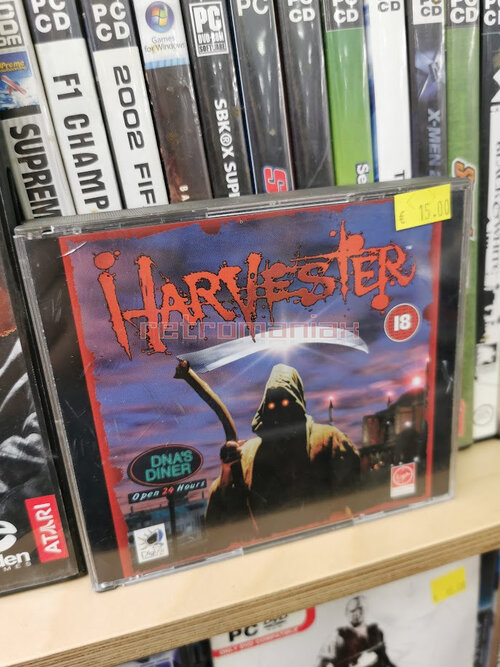 PC
CD
PC
CD
Games
for Windows
PC
DVD-ROM
SOFTWARE
PC
CD
PC
CD
PC
CD
PC
CD
SUPREM
F1 CHAMP
2002 FIF
SBK⊗X SUP
X-MEN
€ 15.00
HARVESTER
retromaniax
18
DNA'S
DINER
Open 24 Hours
ATARI
PC DVD